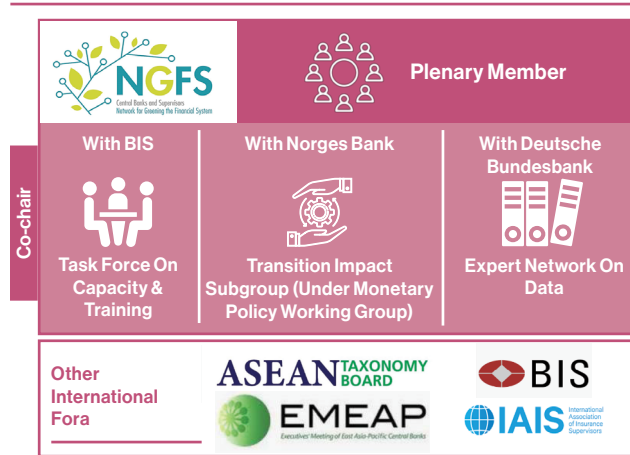 NGFS
Central Banks and Supervisors
Network for Greening the Financial System
Plenary Member
Co-chair
With BIS
Task Force On
Capacity &
Training
With Norges Bank
Transition Impact
Subgroup (Under Monetary
Policy Working Group)
With Deutsche
Bundesbank
Expert Network On
Data
Other
International
Fora
ASEAN TAXONOMY
BOARD
BIS
EMEAP
Executives' Meeting of East Asia-Pacific Central Banks
IAIS
International
Association
of Insurance
Supervisors